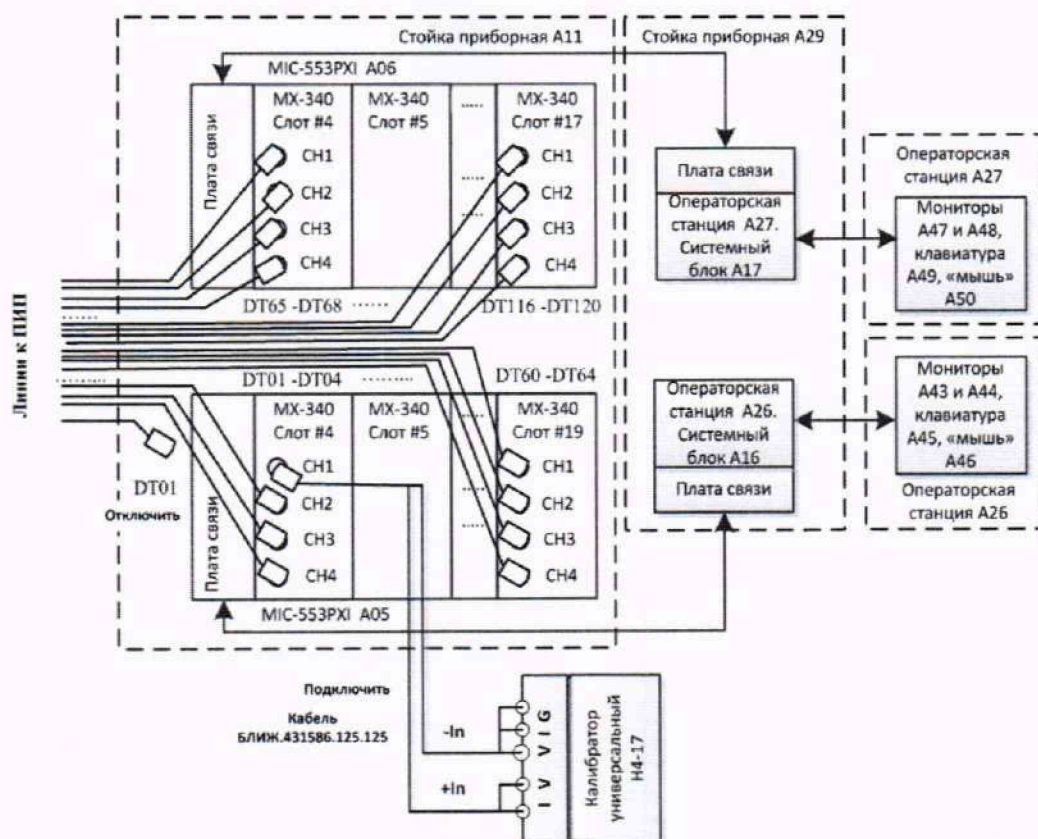 Стойка приборная А11
Стойка приборная А29
MIC-553PXI А06
Плата связи
МХ-340
Слот #4
CH1
CH2
CH3
CH4
МХ-340
Слот #5
.....
.....
.....
МХ-340
Слот #17
CH1
CH2
CH3
CH4
DT65 -DT68 ......
DT116 -DT120
Плата связи
Операторская
станция А27.
Системный
блок А17
Операторская
станция А27
Мониторы
А47 и А48,
клавиатура
А49, «мышь»
А50
Линии к ПИП
DT01 -DT04 ........
DT60 -DT64
МХ-340
Слот #4
CH1
CH2
CH3
CH4
МХ-340
Слот #5
....
.....
.....
МХ-340
Слот #19
CH1
CH2
CH3
CH4
Плата связи
DT01
Отключить
MIC-553PXI А05
Операторская
станция А26.
Системный
блок А16
Плата связи
Мониторы
А43 и А44,
клавиатура
А45, «мышь»
А46
Операторская
станция А26
Подключить
Кабель
БЛИЖ.431586.125.125
-In
+In
I V V I G
Калибратор
универсальный
Н4-17